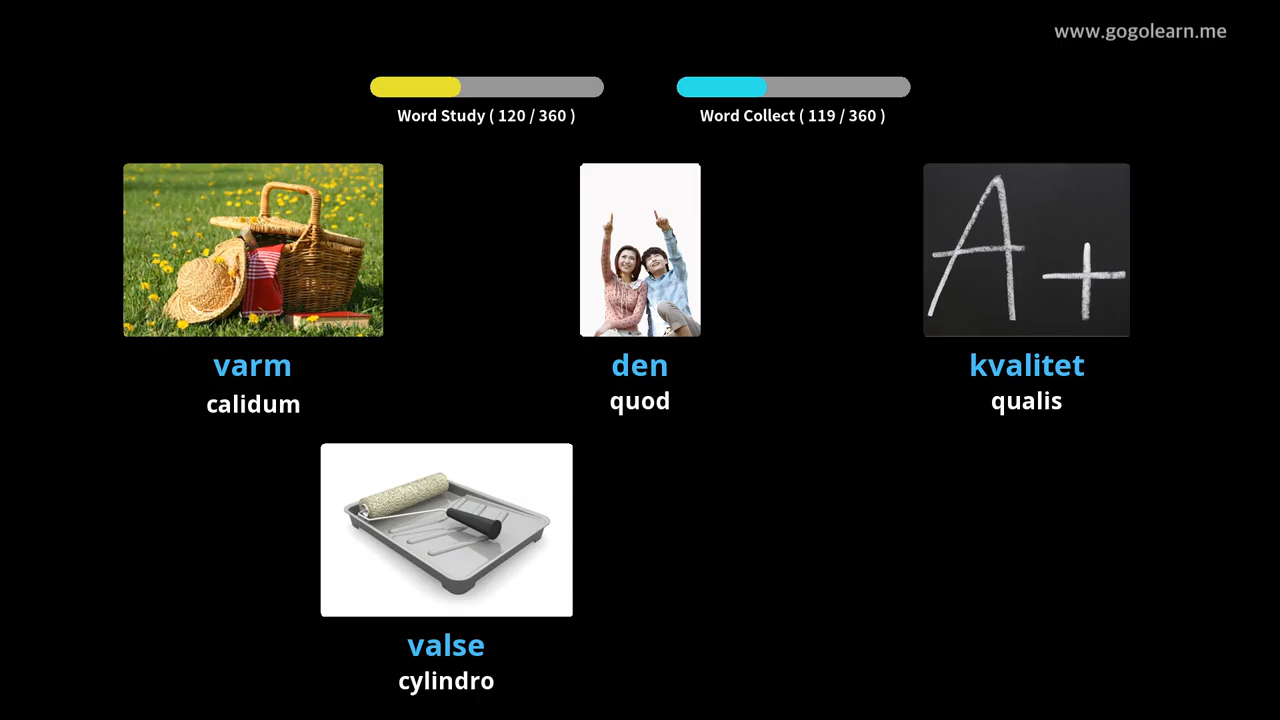 www.gogolearn.me
Word Study ( 120 / 360 )
Word Collect ( 119 / 360 )
A+
varm
calidum
den
quod
kvalitet
qualis
valse
cylindro